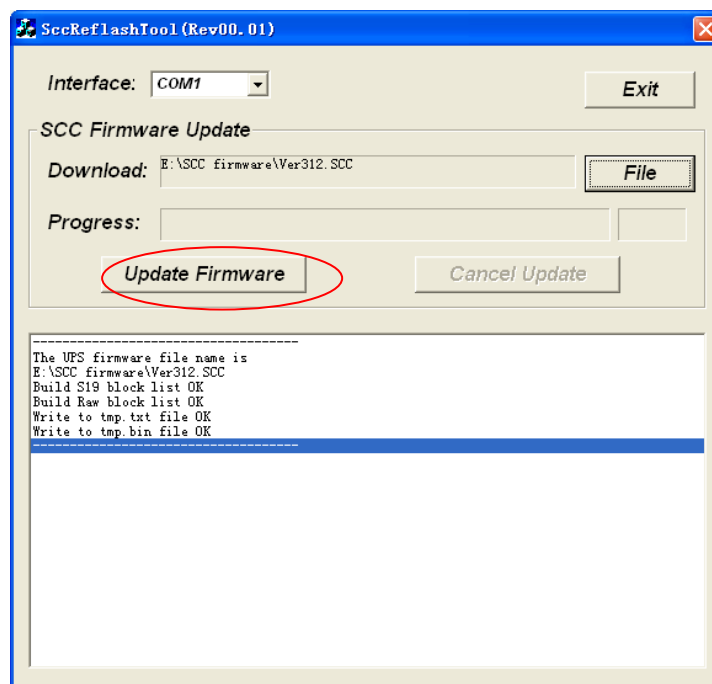 SccReflashTool(Rev00.01)
Interface: COM1
Exit
SCC Firmware Update
Download: E:\SCC firmware\Ver312.SCC
File
Progress:
Update Firmware
Cancel Update
-----------------------------------
The UPS firmware file name is
E:\SCC firmware\Ver312.SCC
Build S19 block list OK
Build Raw block list OK
Write to tmp.txt file OK
Write to tmp.bin file OK
-----------------------------------